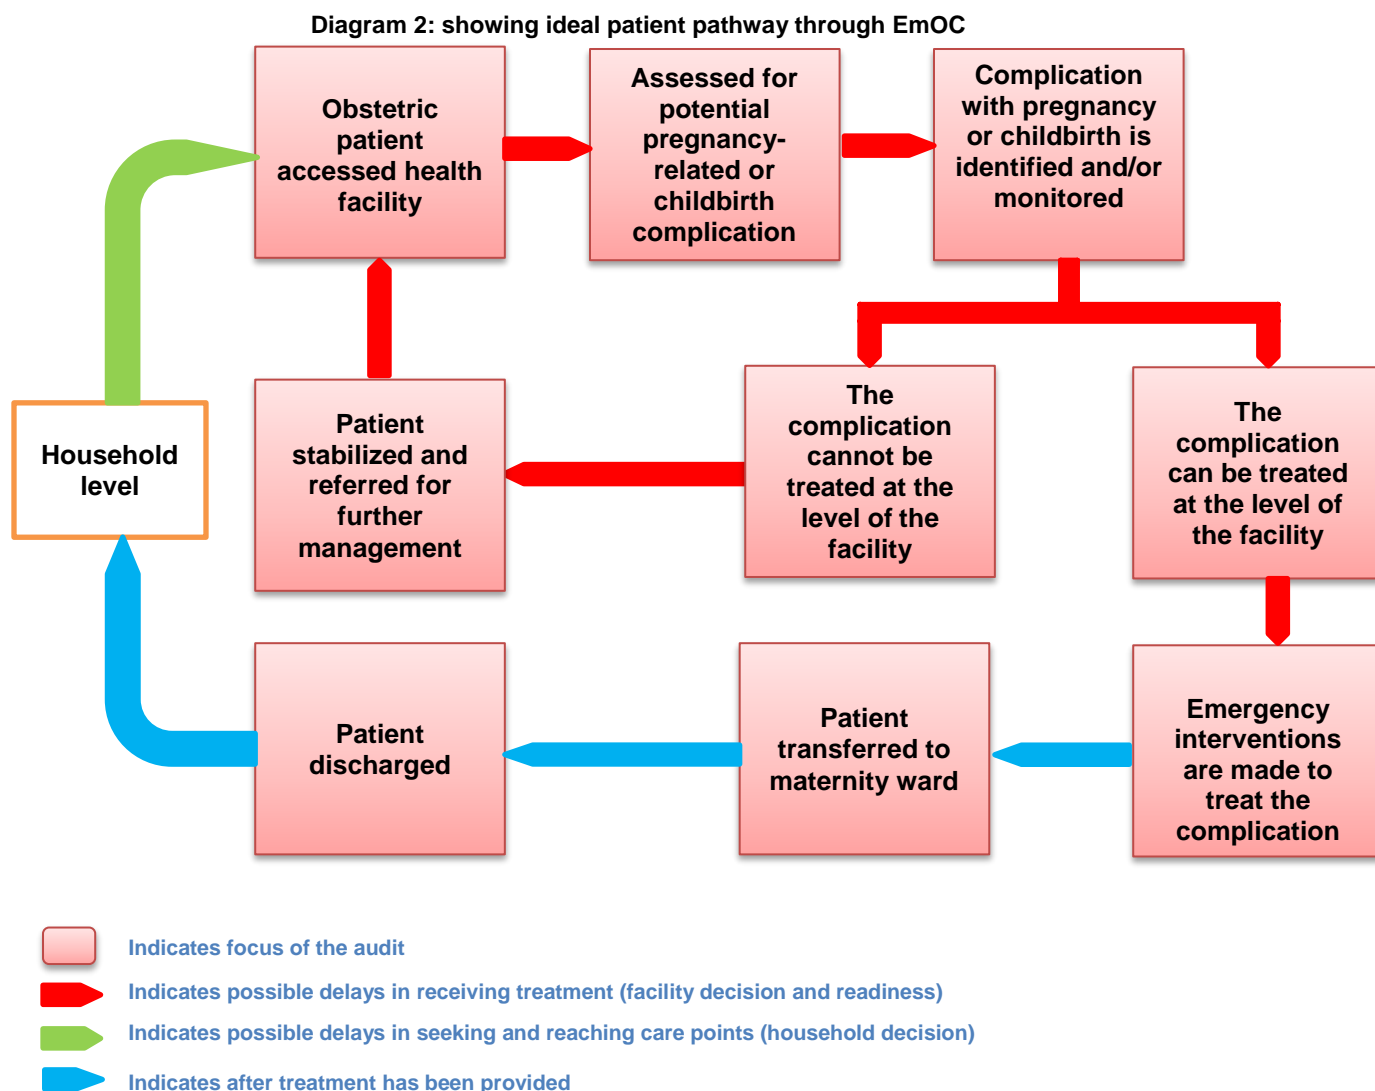 Diagram 2: showing ideal patient pathway through EmOC
Obstetric
patient
accessed health
facility
Assessed for
potential
pregnancy-
related or
childbirth
complication
Complication
with pregnancy
or childbirth is
identified and/or
monitored
Household
level
Patient
stabilized and
referred for
further
management
The
complication
cannot be
treated at the
level of the
facility
The
complication
can be treated
at the level of
the facility
Patient
discharged
Patient
transferred to
maternity ward
Emergency
interventions
are made to
treat the
complication
Indicates focus of the audit
Indicates possible delays in receiving treatment (facility decision and readiness)
Indicates possible delays in seeking and reaching care points (household decision)
Indicates after treatment has been provided